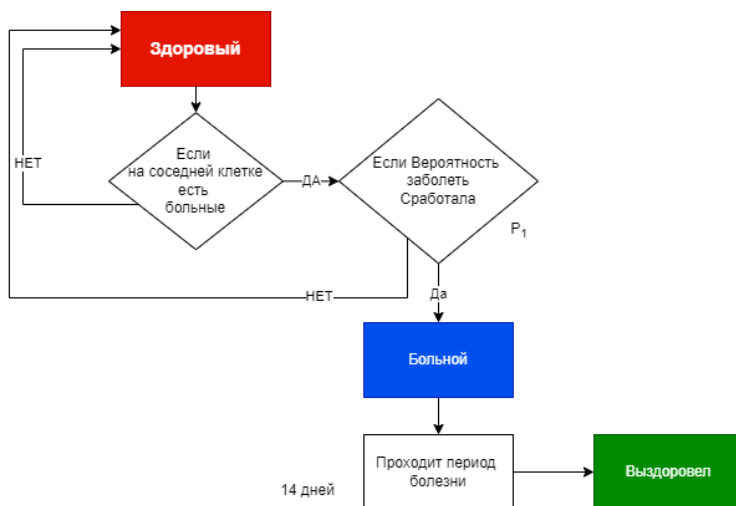 Здоровый
Если
на соседней клетке
есть
больные
НЕТ
ДА
Если Вероятность
заболеть
Сработала
P1
НЕТ
Да
Больной
Проходит период
болезни
14 дней
Выздоровел